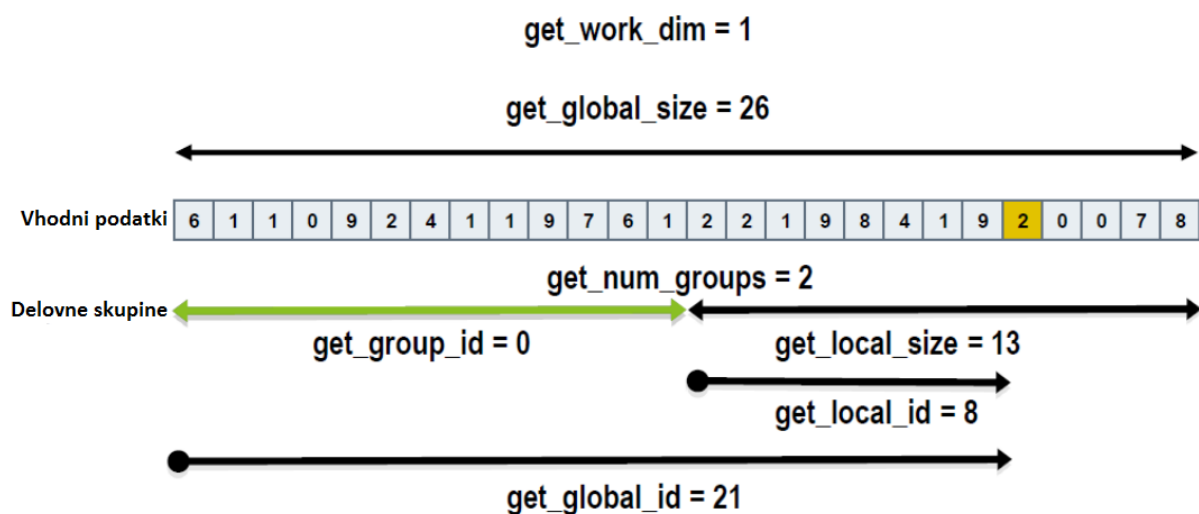 get_work_dim = 1
get_global_size = 26
Vhodni podatki 6 1 1 0 9 2 4 1 1 9 7 6 1 2 2 1 9 8 4 1 9 2 0 0 7 8
get_num_groups = 2
Delovne skupine
get_group_id = 0 get_local_size = 13
get_local_id = 8
get_global_id = 21